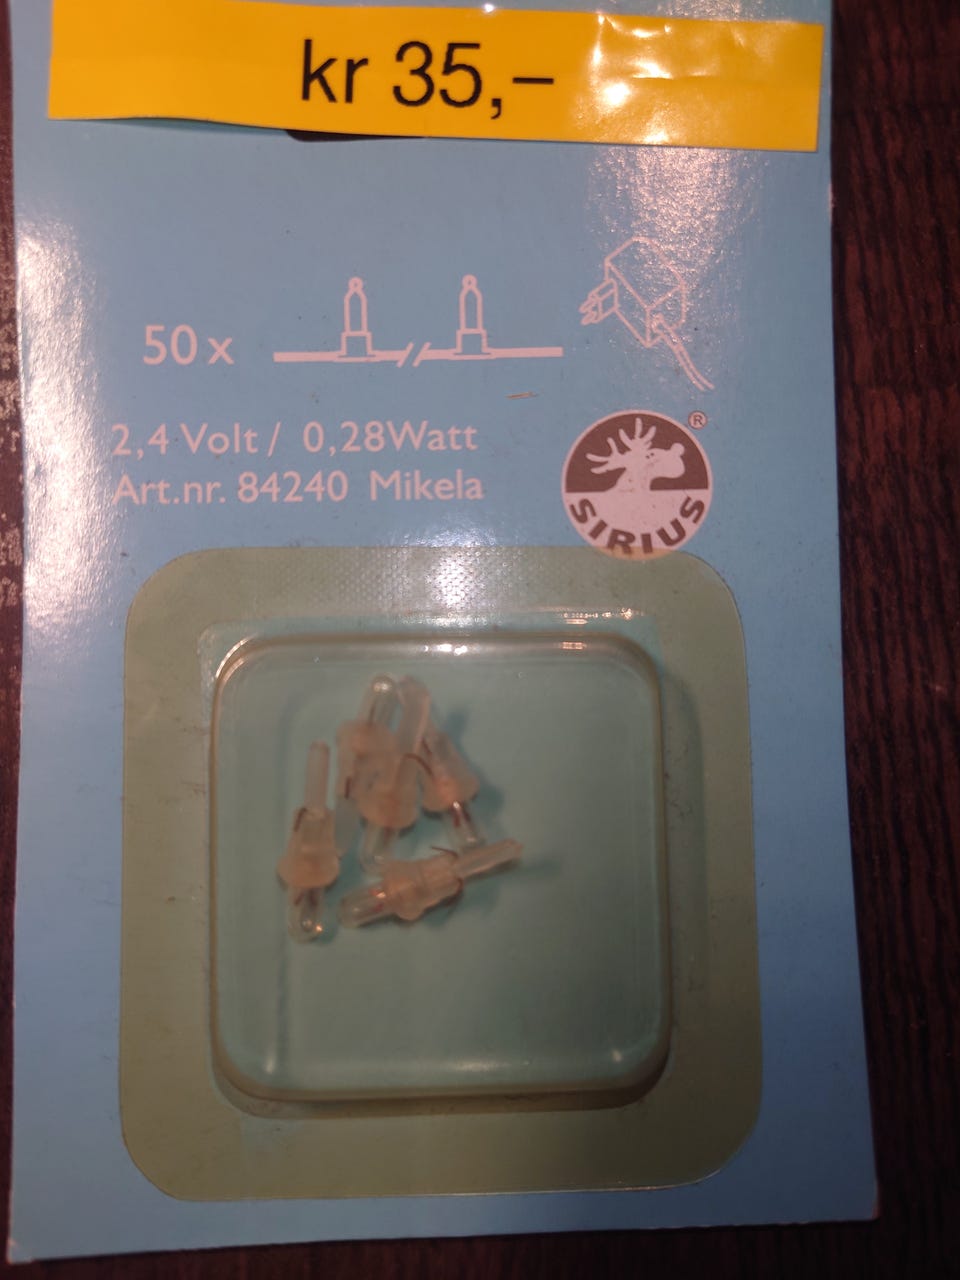 kr 35,–
50 x
2,4 Volt / 0,28Watt
Art.nr. 84240 Mikela
®
SIRIUS